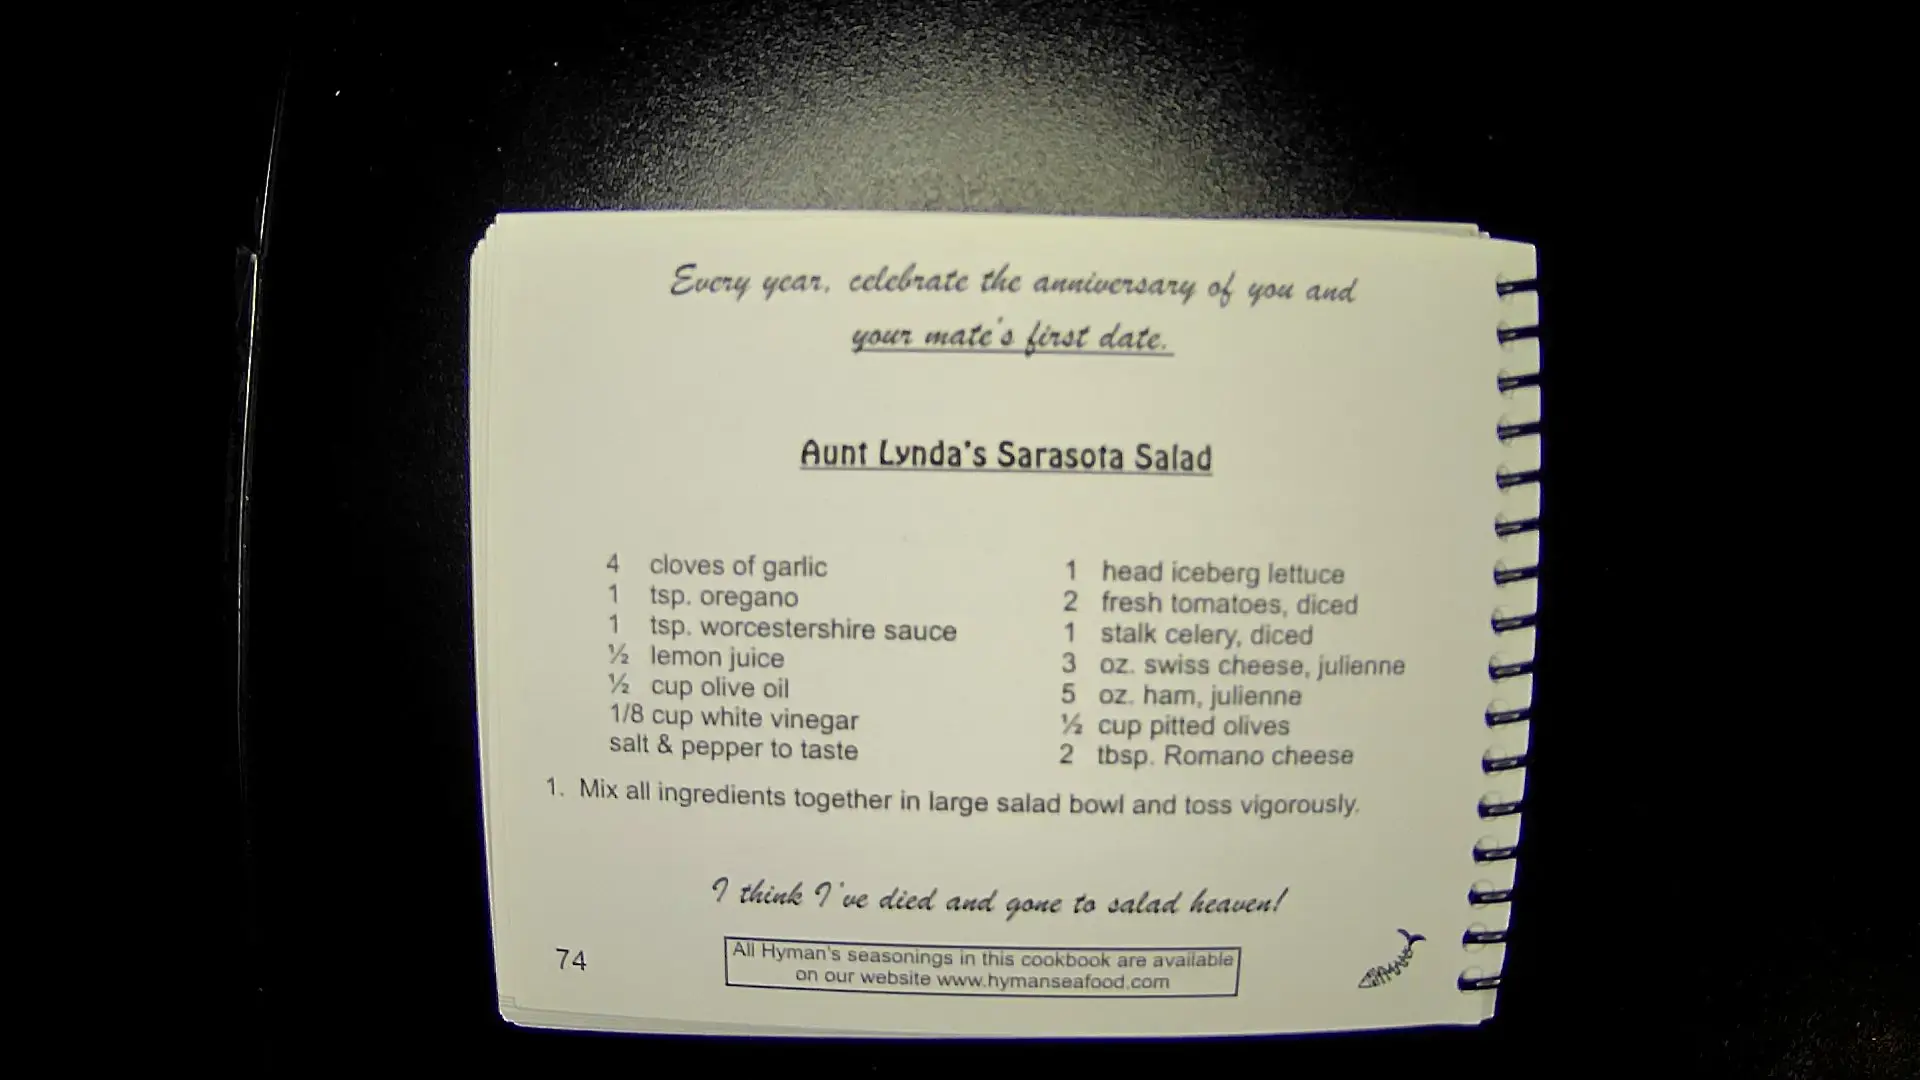 Every year, celebrate the anniversary of you and
your mate's first date.
Aunt Lynda's Sarasota Salad
4 cloves of garlic
1 tsp. oregano
1 tsp. worcestershire sauce
½ lemon juice
½ cup olive oil
1/8 cup white vinegar
salt & pepper to taste
1 head iceberg lettuce
2 fresh tomatoes, diced
1 stalk celery, diced
3 oz. swiss cheese, julienne
5 oz. ham, julienne
½ cup pitted olives
2 tbsp. Romano cheese
1. Mix all ingredients together in large salad bowl and toss vigorously.
I think I've died and gone to salad heaven!
74
All Hyman's seasonings in this cookbook are available
on our website www.hymanseafood.com